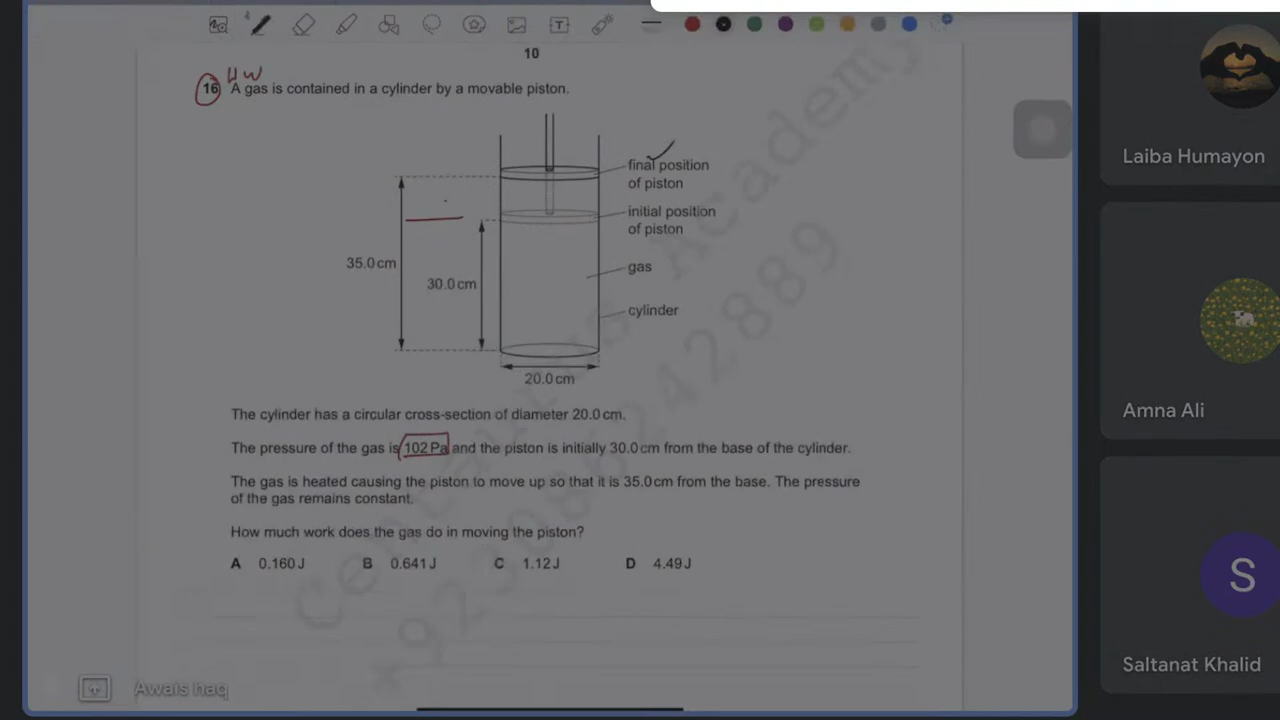 10
HW
16 A gas is contained in a cylinder by a movable piston.
final position
of piston
initial position
of piston
35.0 cm
30.0 cm
gas
cylinder
20.0 cm
The cylinder has a circular cross-section of diameter 20.0 cm.
The pressure of the gas is 102 Pa and the piston is initially 30.0 cm from the base of the cylinder.
The gas is heated causing the piston to move up so that it is 35.0 cm from the base. The pressure
of the gas remains constant.
How much work does the gas do in moving the piston?
A 0.160 J B 0.641 J C 1.12 J D 4.49 J
Centaurus Academy
+923086242889
Awais haq
T
Laiba Humayon
Amna Ali
S
Saltanat Khalid